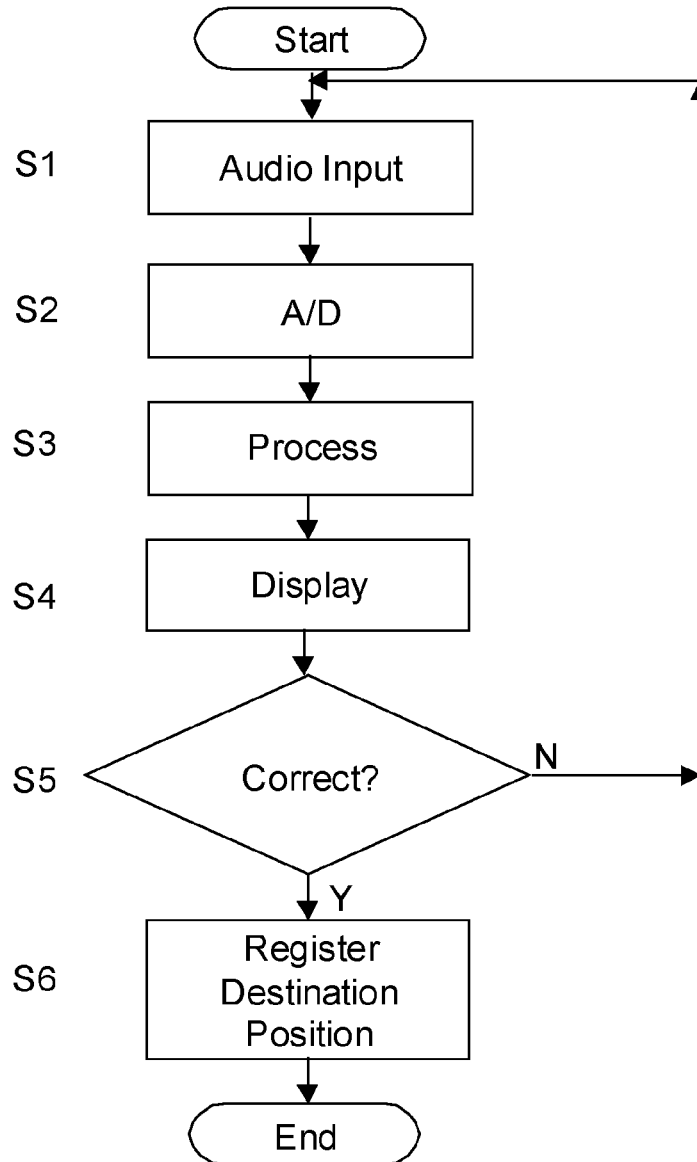 Start
S1
Audio Input
S2
A/D
S3
Process
S4
Display
S5
Correct?
N
Y
S6
Register
Destination
Position
End